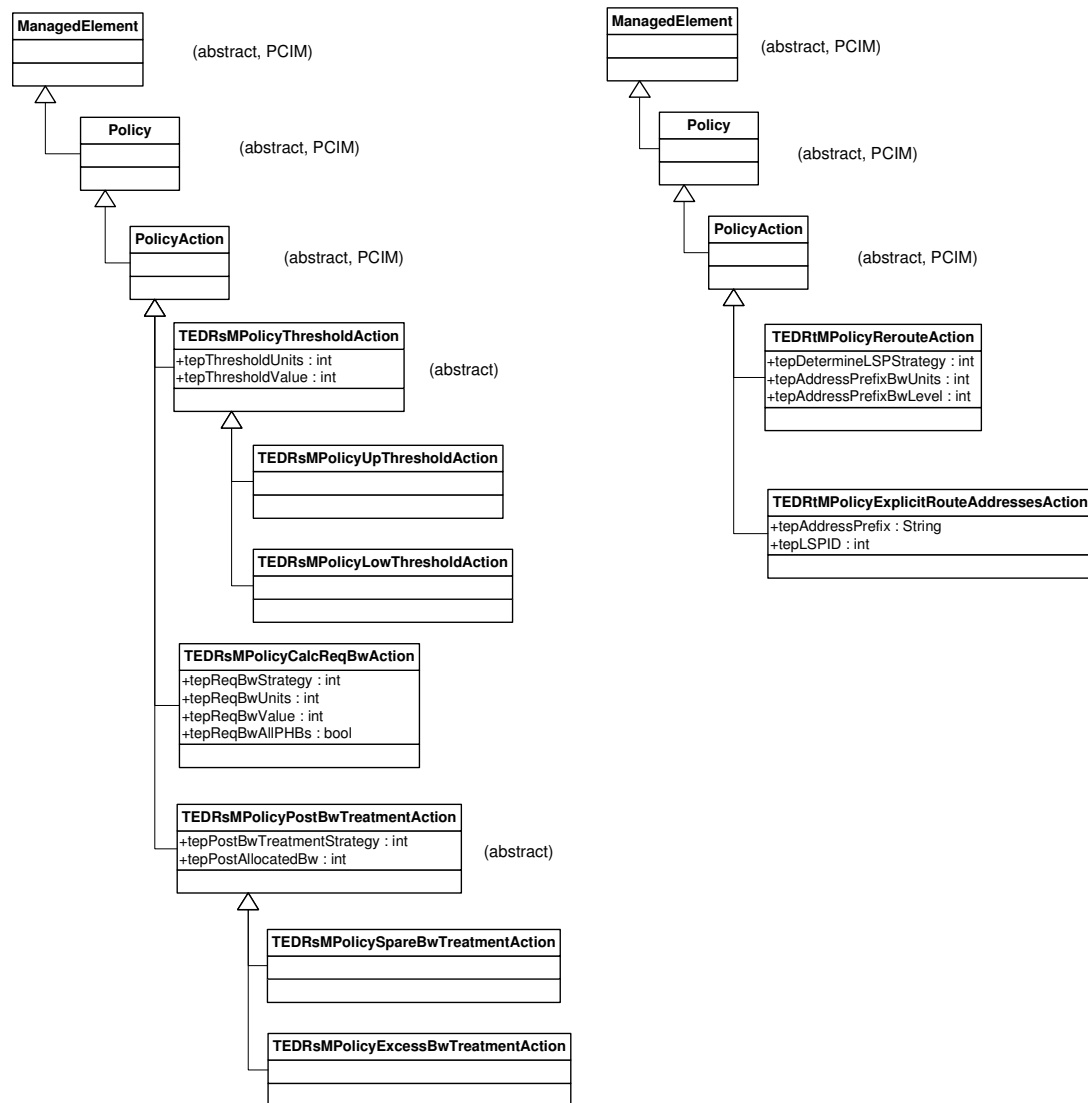 ManagedElement
(abstract, PCIM)
Policy
(abstract, PCIM)
PolicyAction
(abstract, PCIM)
TEDRsMPolicyThresholdAction
+tepThresholdUnits : int
+tepThresholdValue : int
(abstract)
TEDRsMPolicyUpThresholdAction
TEDRsMPolicyLowThresholdAction
TEDRsMPolicyCalcReqBwAction
+tepReqBwStrategy : int
+tepReqBwUnits : int
+tepReqBwValue : int
+tepReqBwAllPHBs : bool
TEDRsMPolicyPostBwTreatmentAction
+tepPostBwTreatmentStrategy : int
+tepPostAllocatedBw : int
(abstract)
TEDRsMPolicySpareBwTreatmentAction
TEDRsMPolicyExcessBwTreatmentAction
ManagedElement
(abstract, PCIM)
Policy
(abstract, PCIM)
PolicyAction
(abstract, PCIM)
TEDRtMPolicyRerouteAction
+tepDetermineLSPStrategy : int
+tepAddressPrefixBwUnits : int
+tepAddressPrefixBwLevel : int
TEDRtMPolicyExplicitRouteAddressesAction
+tepAddressPrefix : String
+tepLSPID : int